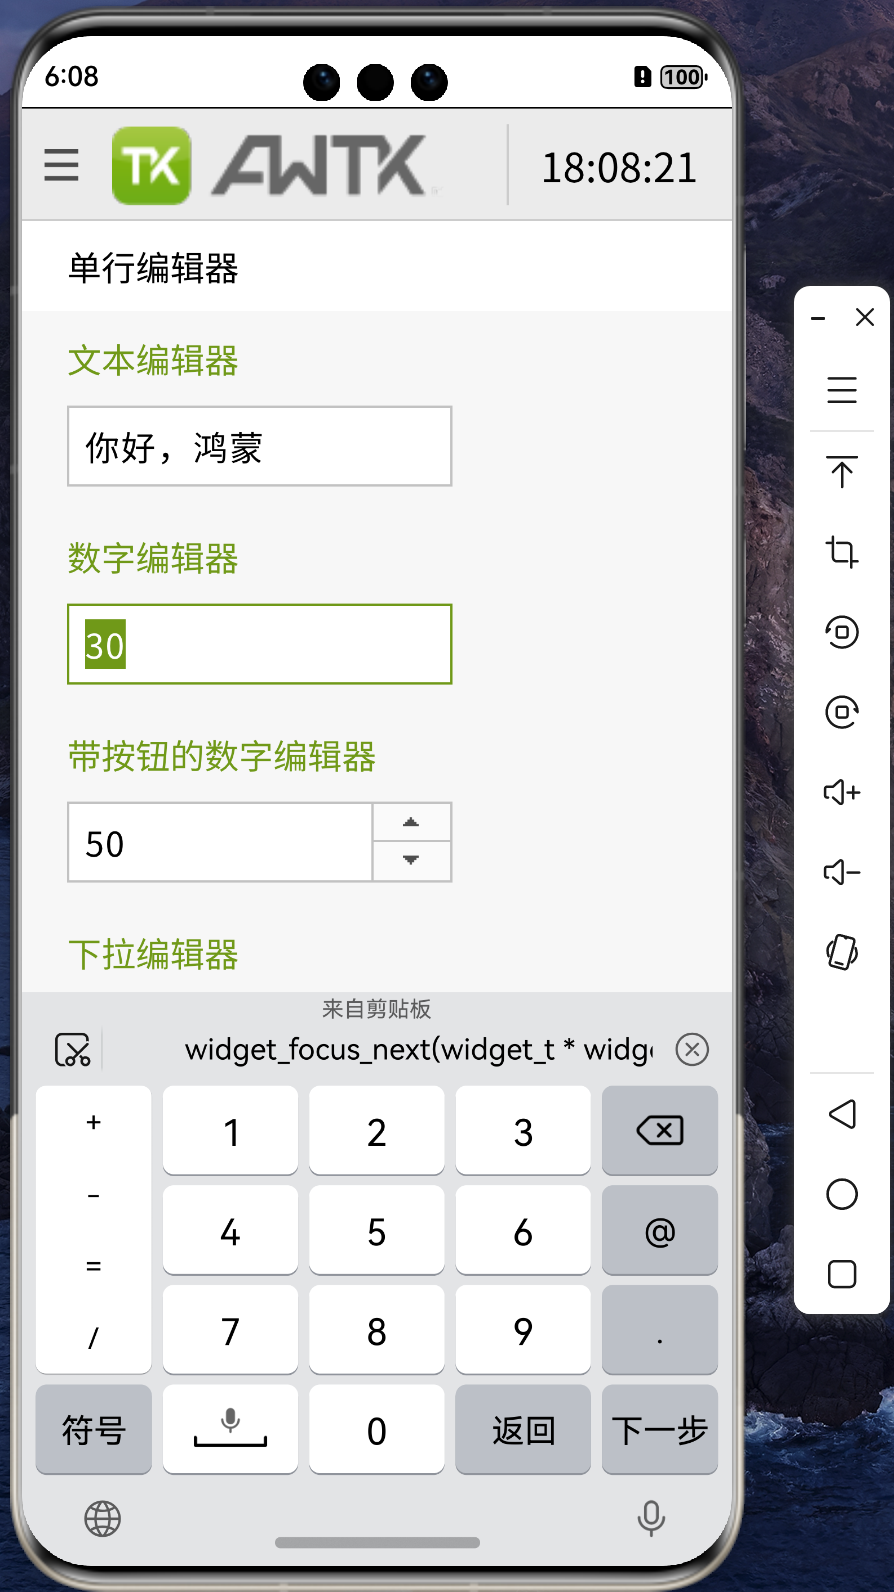 6:08
100
TK AWTK
18:08:21
单行编辑器
文本编辑器
你好，鸿蒙
数字编辑器
30
带按钮的数字编辑器
50
下拉编辑器
来自剪贴板
widget_focus_next(widget_t * widg
+ 1 2 3
-
4 5 6 @
=
7 8 9 .
/
符号 0 返回 下一步